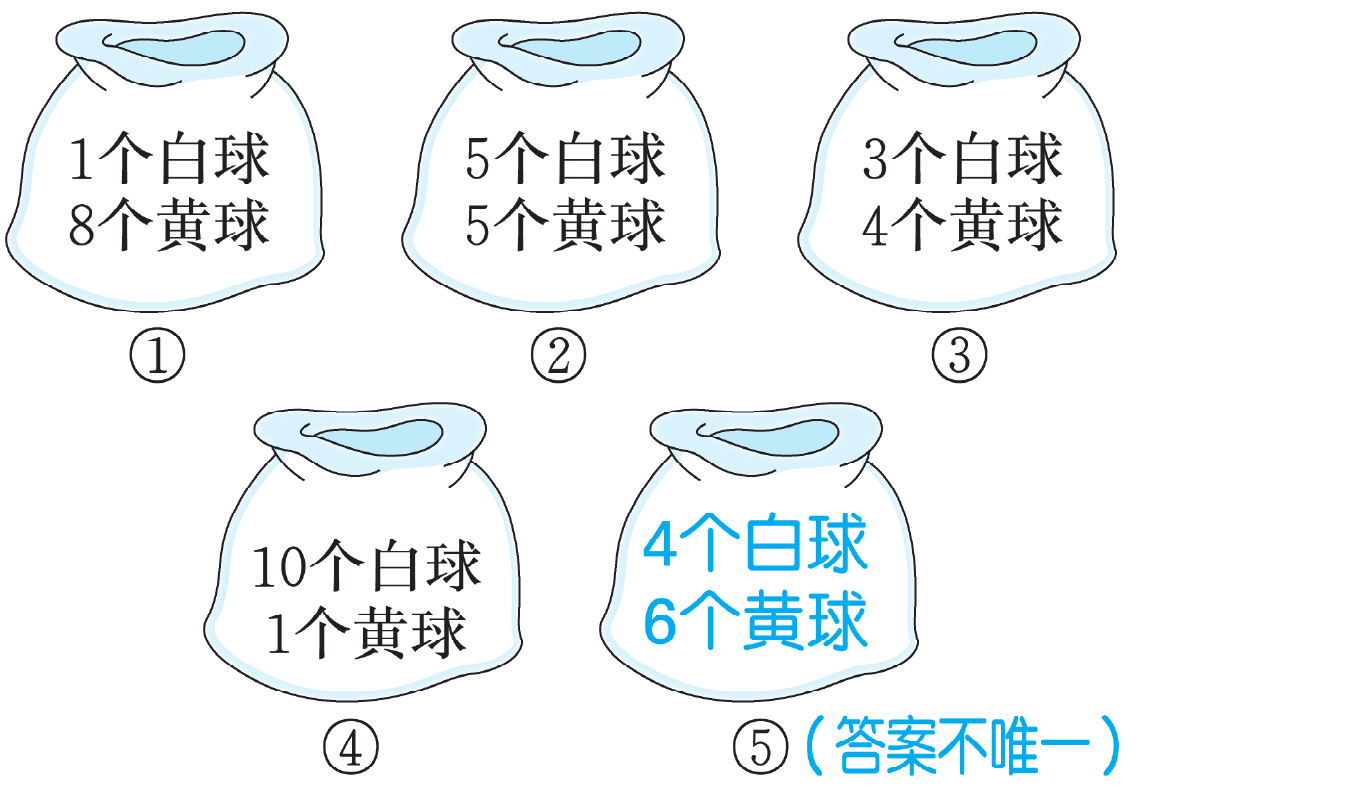 1个白球
8个黄球
5个白球
5个黄球
3个白球
4个黄球
①
②
③
10个白球
1个黄球
4个白球
6个黄球
④
⑤(答案不唯一)